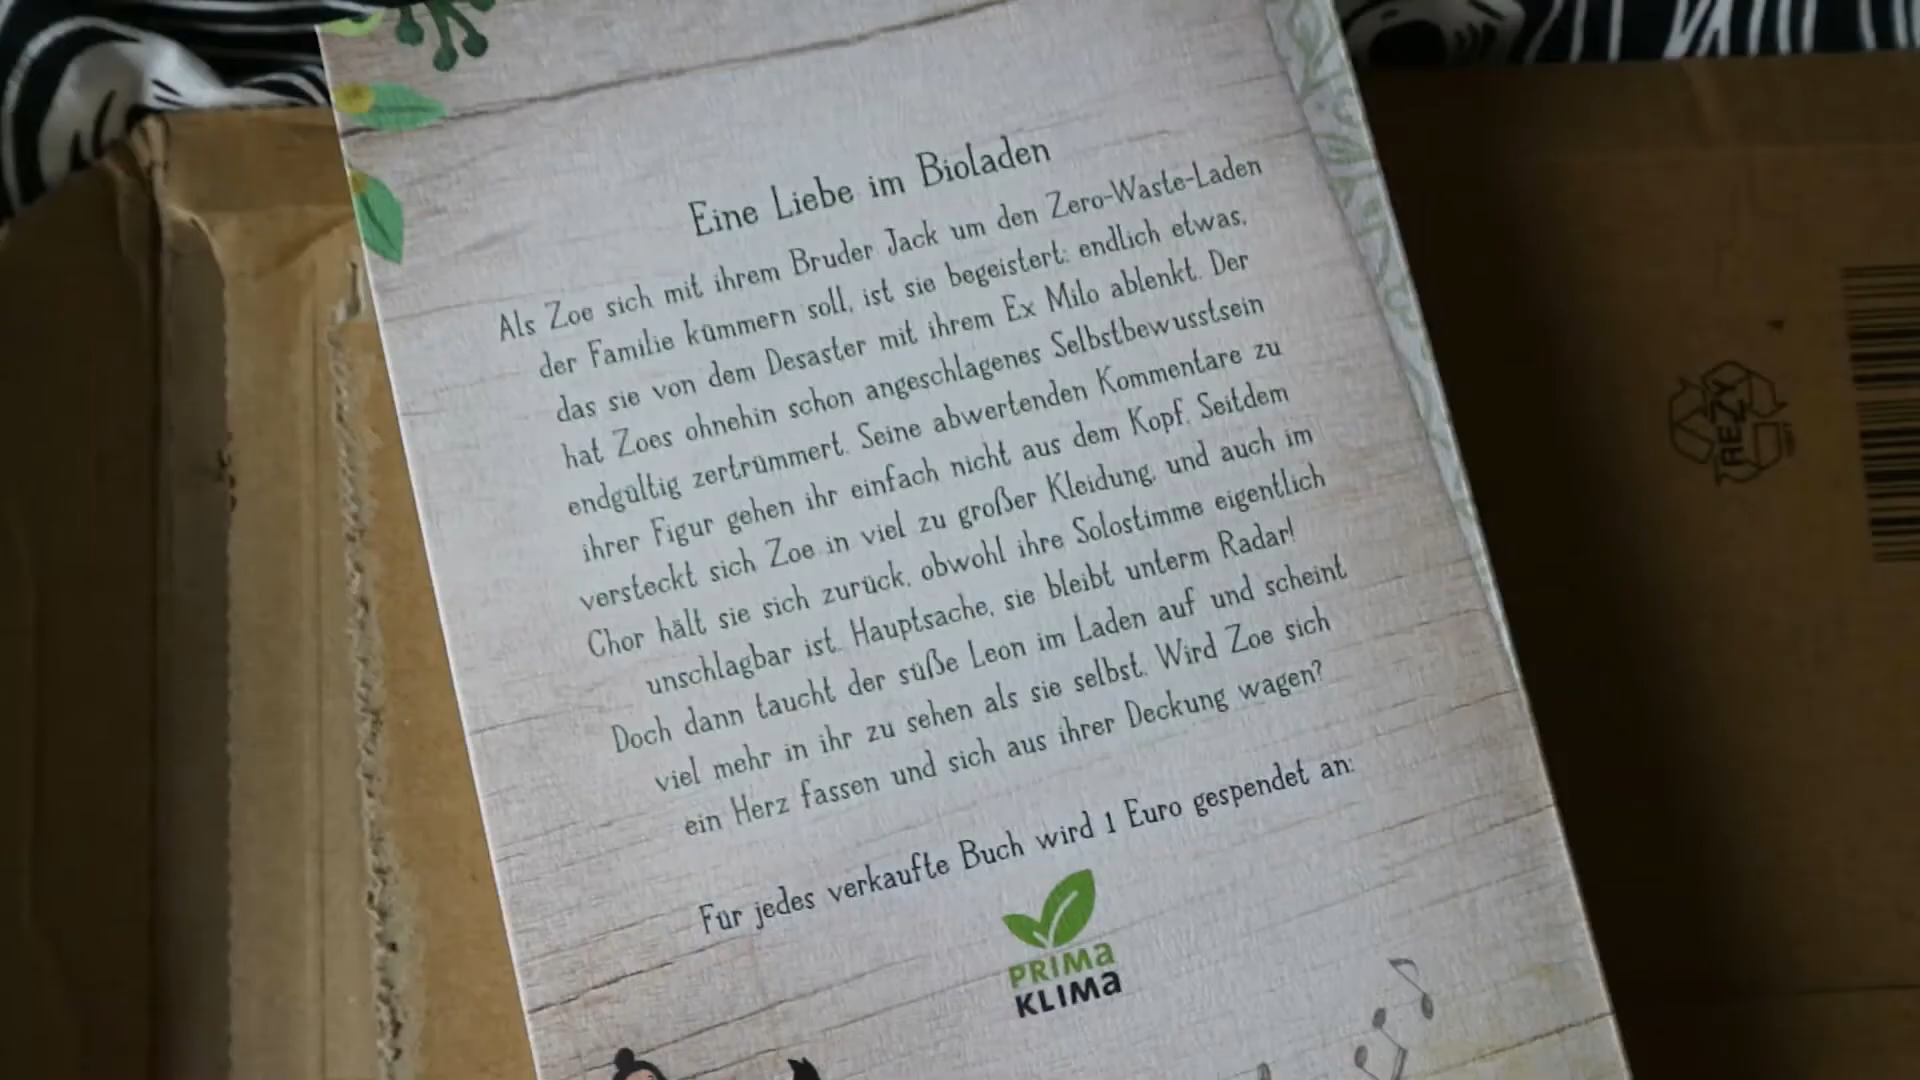 Eine Liebe im Bioladen
Als Zoe sich mit ihrem Bruder Jack um den Zero-Waste-Laden
der Familie kümmern soll, ist sie begeistert: endlich etwas,
das sie von dem Desaster mit ihrem Ex Milo ablenkt. Der
hat Zoes ohnehin schon angeschlagenes Selbstbewusstsein
endgültig zertrümmert. Seine abwertenden Kommentare zu
ihrer Figur gehen ihr einfach nicht aus dem Kopf. Seitdem
versteckt sich Zoe in viel zu großer Kleidung, und auch im
Chor hält sie sich zurück, obwohl ihre Solostimme eigentlich
unschlagbar ist. Hauptsache, sie bleibt unterm Radar!
Doch dann taucht der süße Leon im Laden auf und scheint
viel mehr in ihr zu sehen als sie selbst. Wird Zoe sich
ein Herz fassen und sich aus ihrer Deckung wagen?
Für jedes verkaufte Buch wird 1 Euro gespendet an:
PRIMa
KLIMa
REZY